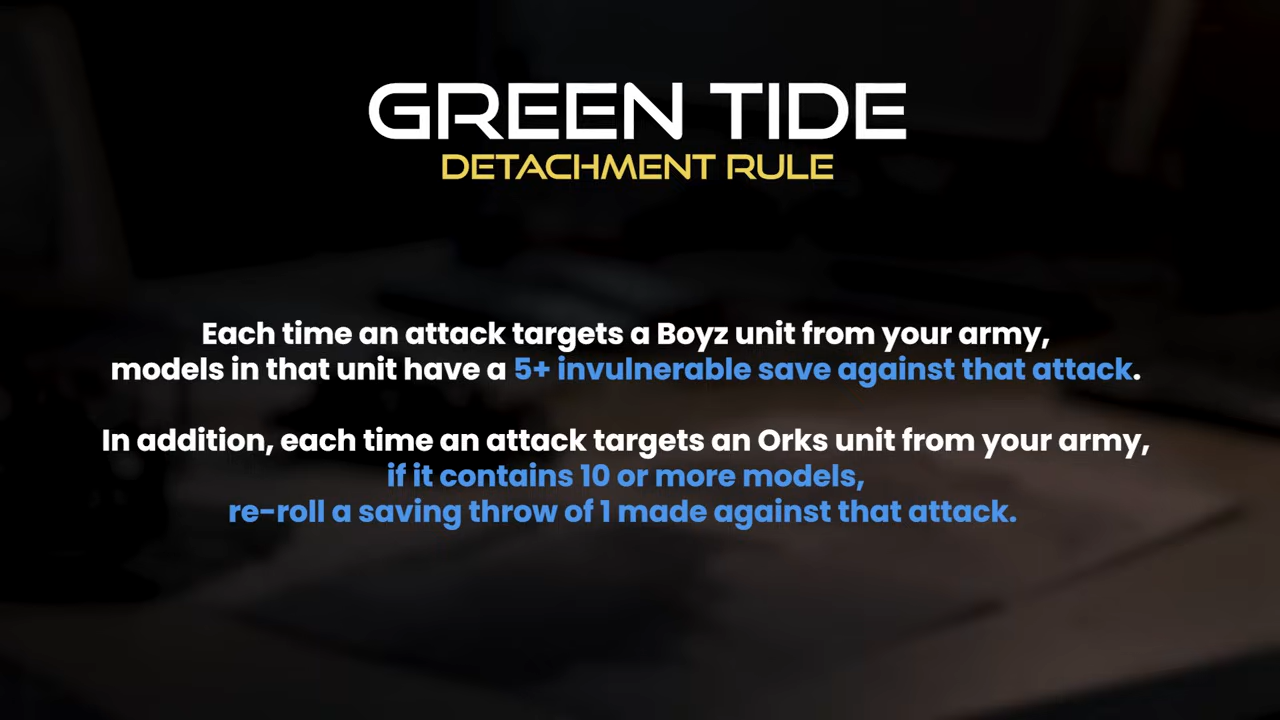 GREEN TIDE
DETACHMENT RULE
Each time an attack targets a Boyz unit from your army,
models in that unit have a 5+ invulnerable save against that attack.
In addition, each time an attack targets an Orks unit from your army,
if it contains 10 or more models,
re-roll a saving throw of 1 made against that attack.